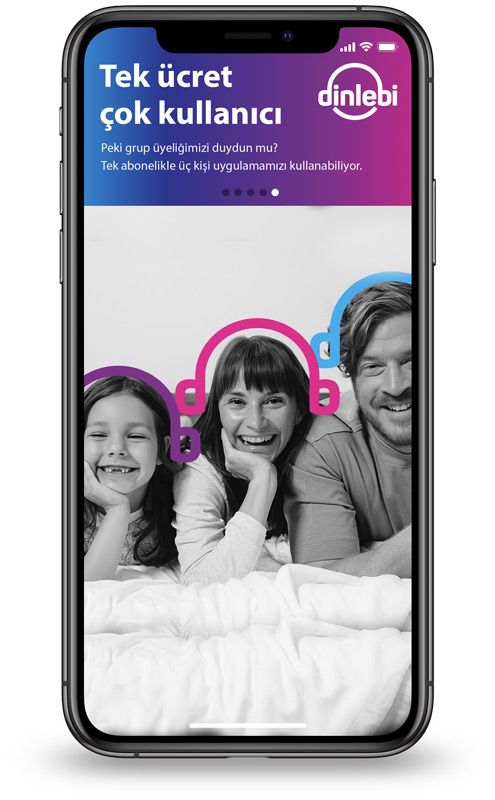 Tek ücret
çok kullanıcı
dinlebi
Peki grup üyeliğimizi duydun mu?
Tek abonelikle üç kişi uygulamamızı kullanabiliyor.